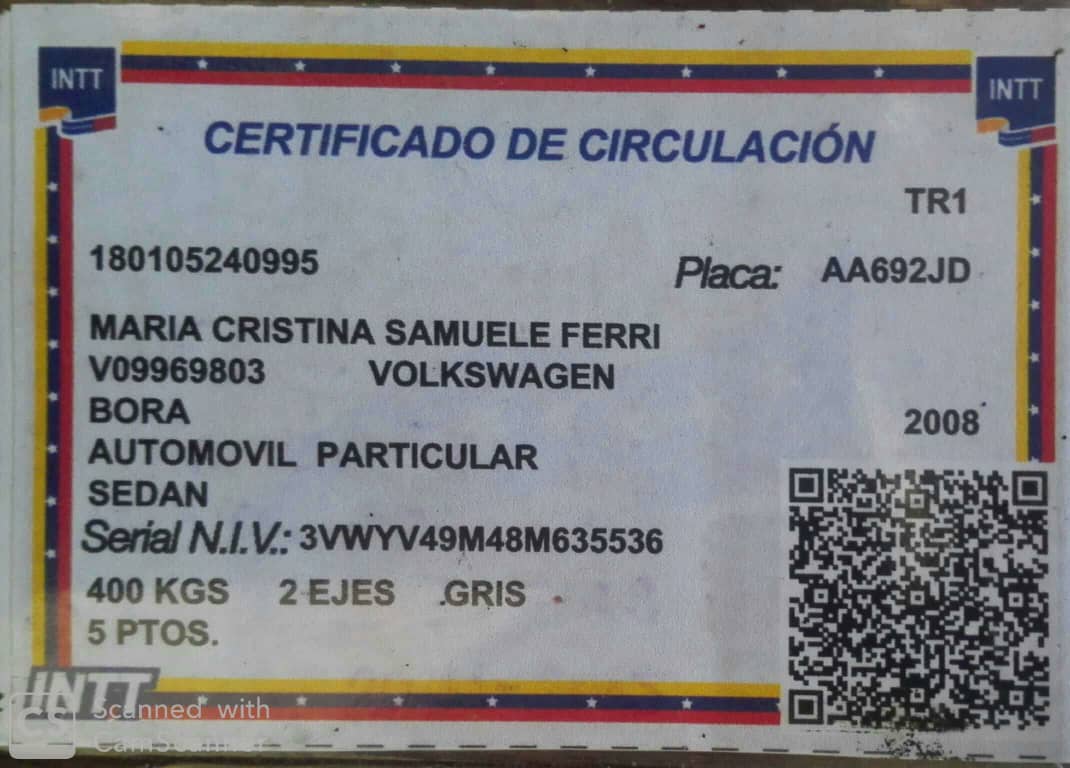 INTT
INTT
CERTIFICADO DE CIRCULACIÓN
TR1
180105240995 Placa: AA692JD
MARIA CRISTINA SAMUELE FERRI
V09969803 VOLKSWAGEN
BORA 2008
AUTOMOVIL PARTICULAR
SEDAN
Serial N.I.V.: 3VWYV49M48M635536
400 KGS 2 EJES .GRIS
5 PTOS.
INTT
CS Scanned with
CamScanner